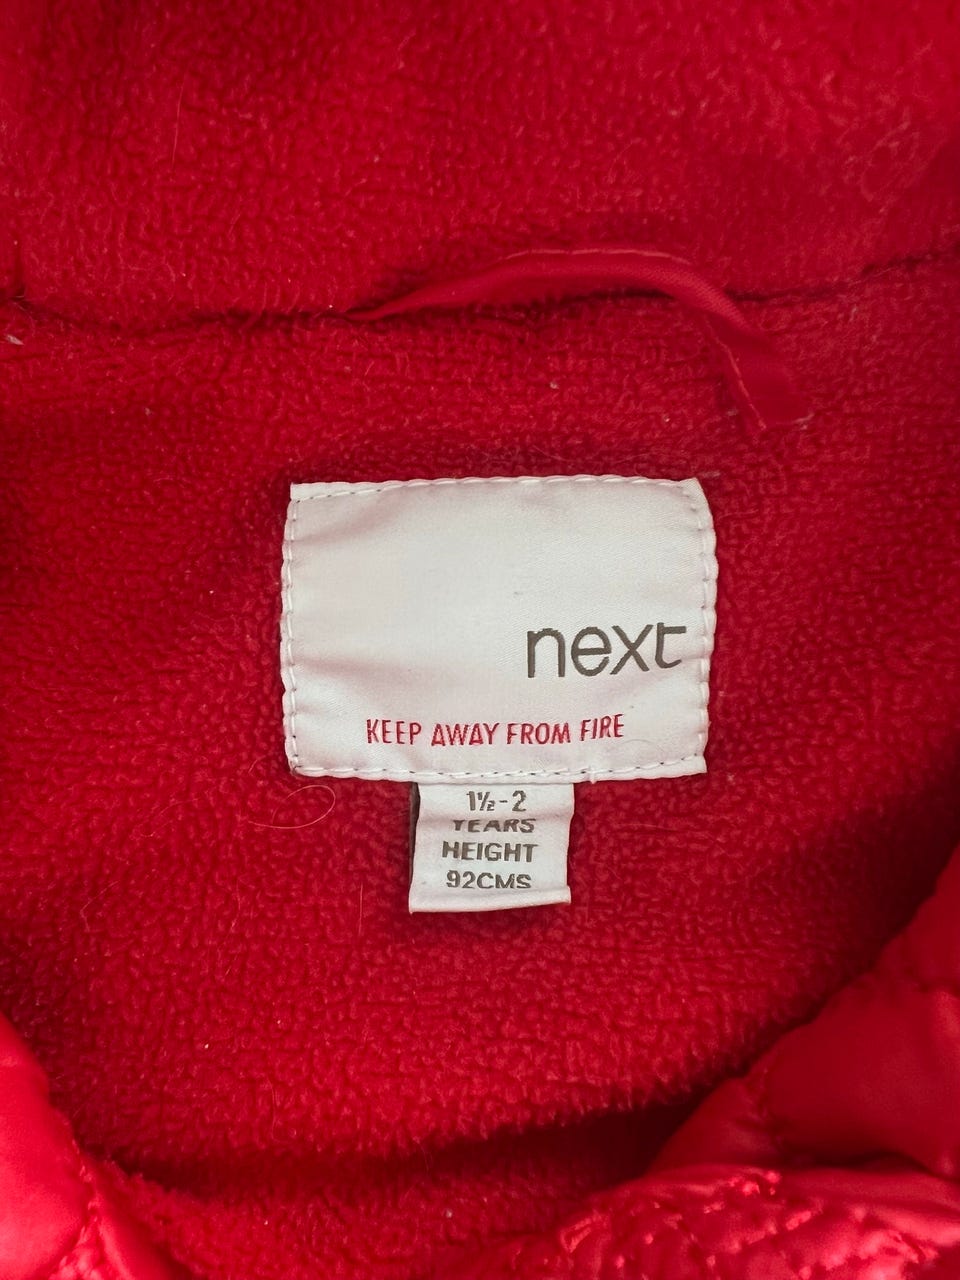 next
KEEP AWAY FROM FIRE
1½-2
YEARS
HEIGHT
92CMS